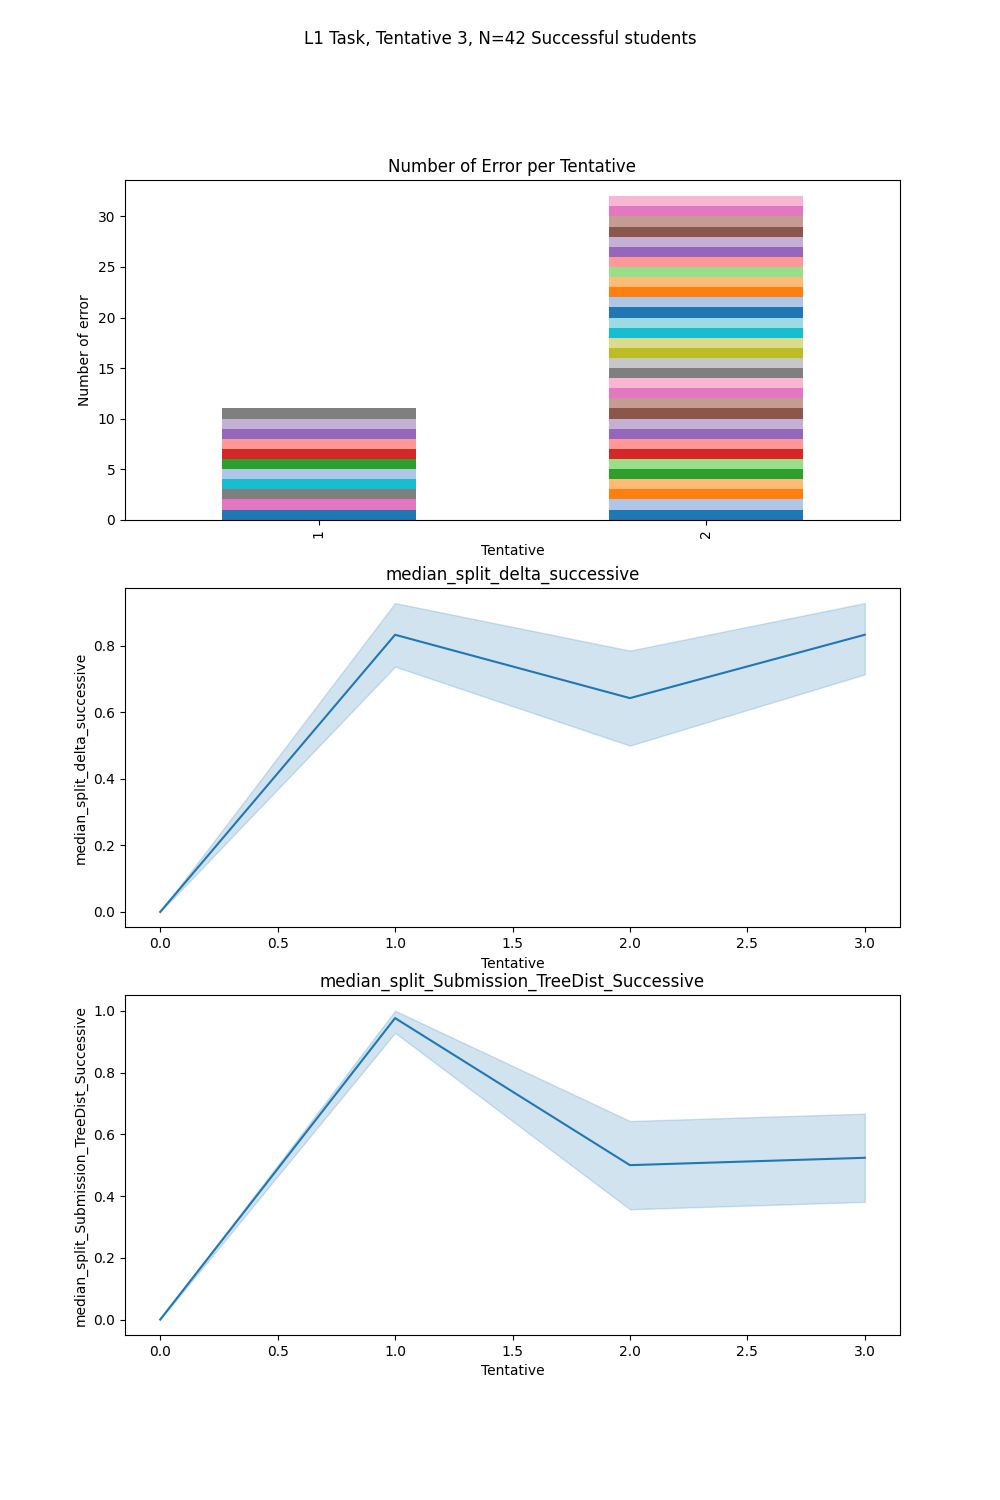 L1 Task, Tentative 3, N=42 Successful students
Number of Error per Tentative
Number of error
30
25
20
15
10
5
0
1
2
Tentative
median_split_delta_successive
median_split_delta_successive
0.8
0.6
0.4
0.2
0.0
0.0 0.5 1.0 1.5 2.0 2.5 3.0
Tentative
median_split_Submission_TreeDist_Successive
median_split_Submission_TreeDist_Successive
1.0
0.8
0.6
0.4
0.2
0.0
0.0 0.5 1.0 1.5 2.0 2.5 3.0
Tentative